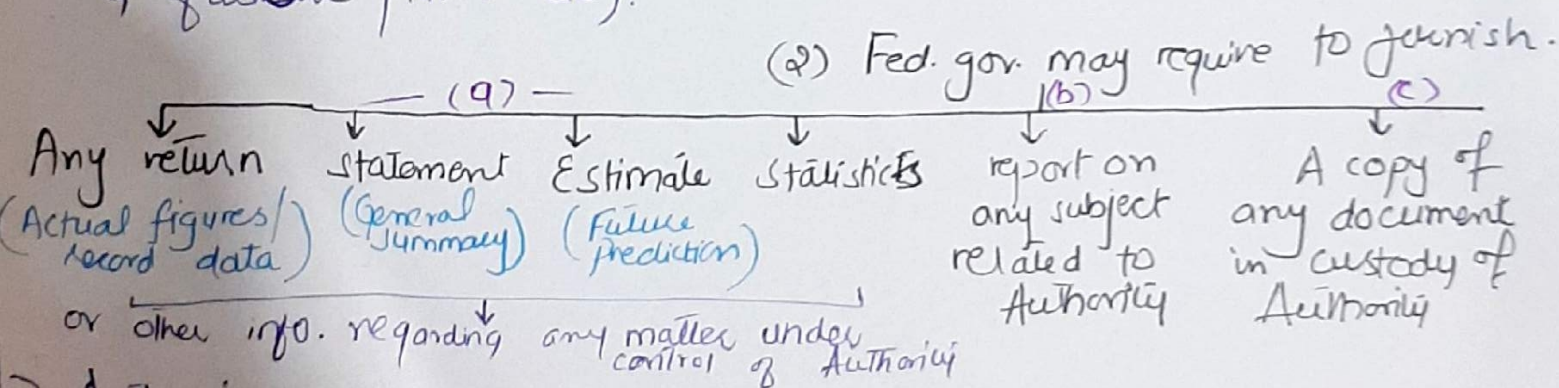 (2) Fed. gov. may require to furnish.
— (a) —
(b)
(c)
Any return
(Actual figures/
record data)
statement
(General
summary)
Estimate
(Future
prediction)
statistics
report on
any subject
related to
Authority
A copy of
any document
in custody of
Authority
or other info. regarding any matter under
control of Authority